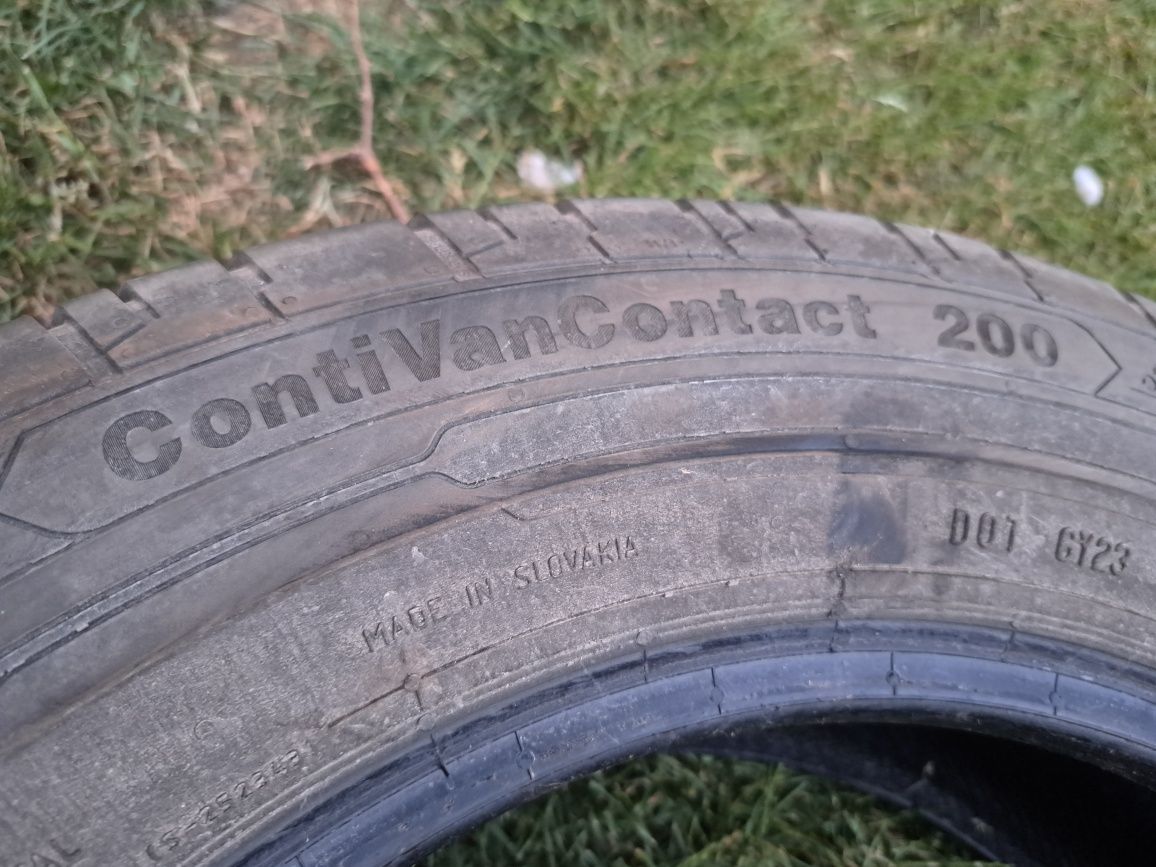 ContiVanContact 200
MADE IN SLOVAKIA
DOT 6Y23